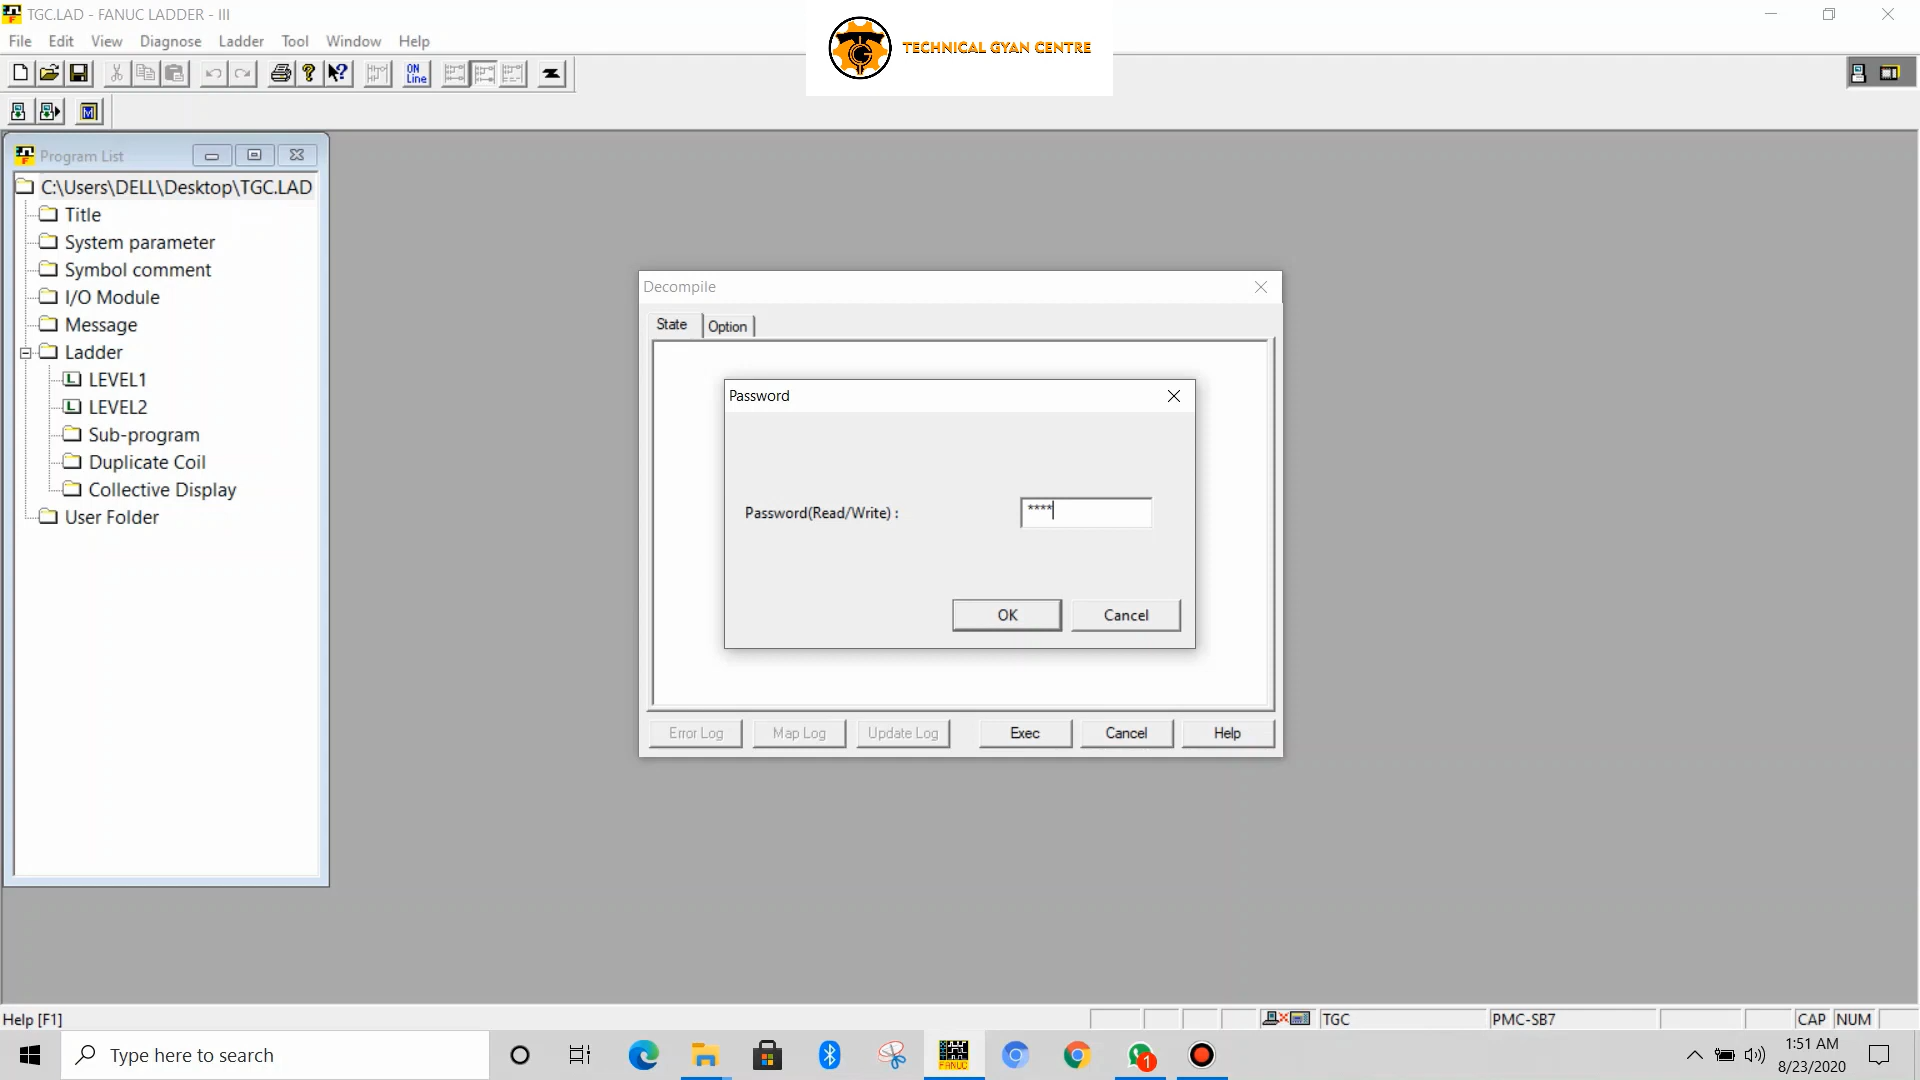 TGC.LAD - FANUC LADDER - III
TECHNICAL GYAN CENTRE
File Edit View Diagnose Ladder Tool Window Help
ON
Line
M
Program List
C:\Users\DELL\Desktop\TGC.LAD
Title
System parameter
Symbol comment
I/O Module
Message
Ladder
L LEVEL1
L LEVEL2
Sub-program
Duplicate Coil
Collective Display
User Folder
Decompile
State Option
Password
Password(Read/Write) : ****
OK Cancel
Error Log Map Log Update Log Exec Cancel Help
Help [F1] TGC PMC-SB7 CAP NUM
Type here to search
FANUC
1
1:51 AM
8/23/2020